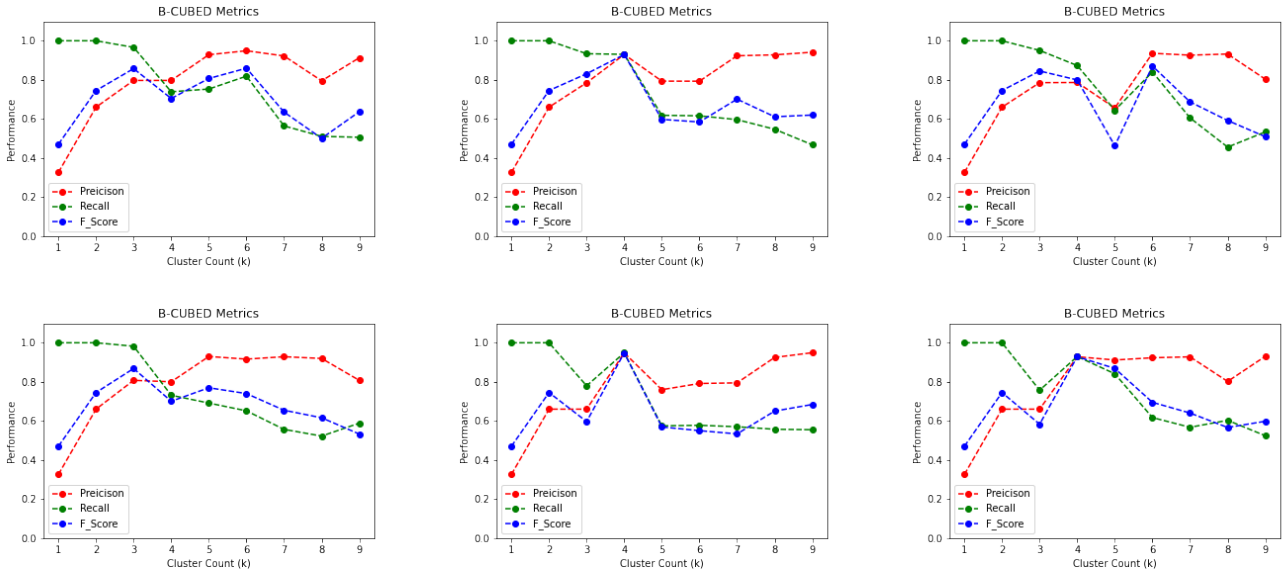 B-CUBED Metrics
1.0
0.8
0.6
0.4
0.2
0.0
Performance
Preicison
Recall
F_Score
1 2 3 4 5 6 7 8 9
Cluster Count (k)
B-CUBED Metrics
1.0
0.8
0.6
0.4
0.2
0.0
Performance
Preicison
Recall
F_Score
1 2 3 4 5 6 7 8 9
Cluster Count (k)
B-CUBED Metrics
1.0
0.8
0.6
0.4
0.2
0.0
Performance
Preicison
Recall
F_Score
1 2 3 4 5 6 7 8 9
Cluster Count (k)
B-CUBED Metrics
1.0
0.8
0.6
0.4
0.2
0.0
Performance
Preicison
Recall
F_Score
1 2 3 4 5 6 7 8 9
Cluster Count (k)
B-CUBED Metrics
1.0
0.8
0.6
0.4
0.2
0.0
Performance
Preicison
Recall
F_Score
1 2 3 4 5 6 7 8 9
Cluster Count (k)
B-CUBED Metrics
1.0
0.8
0.6
0.4
0.2
0.0
Performance
Preicison
Recall
F_Score
1 2 3 4 5 6 7 8 9
Cluster Count (k)